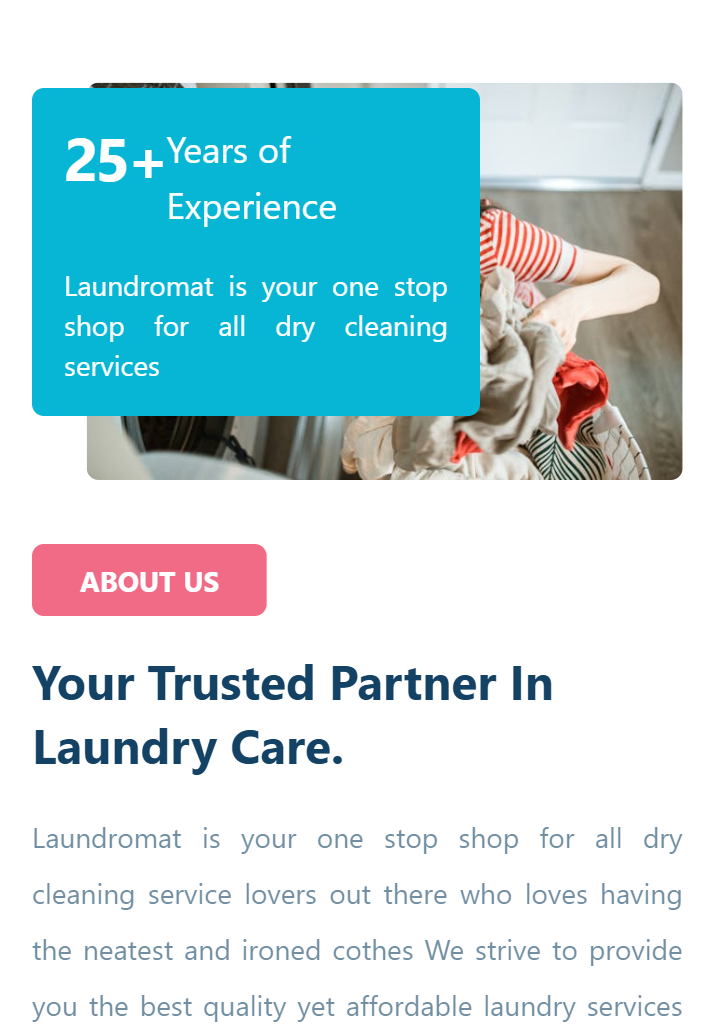 25+ Years of
Experience
Laundromat is your one stop
shop for all dry cleaning
services
ABOUT US
Your Trusted Partner In
Laundry Care.
Laundromat is your one stop shop for all dry
cleaning service lovers out there who loves having
the neatest and ironed cothes We strive to provide
you the best quality yet affordable laundry services